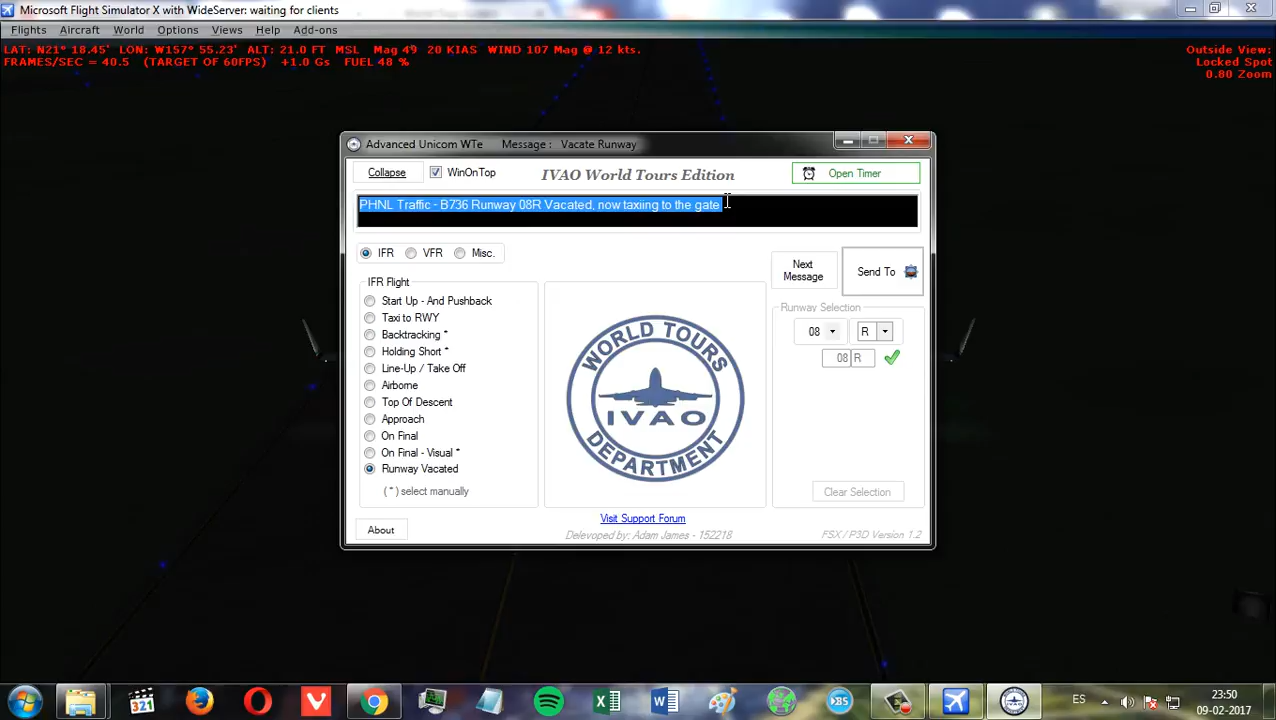 Microsoft Flight Simulator X with WideServer: waiting for clients
Flights Aircraft World Options Views Help Add-ons
LAT: N21° 18.45' LON: W157° 55.23' ALT: 21.0 FT MSL Mag 49 20 KIAS WIND 107 Mag @ 12 kts.
FRAMES/SEC = 40.5 (TARGET OF 60FPS) +1.0 Gs FUEL 48 %
Outside View:
Locked Spot
0.80 Zoom
Advanced Unicom WTe Message : Vacate Runway
Collapse WinOnTop IVAO World Tours Edition Open Timer
PHNL Traffic - B736 Runway 08R Vacated, now taxiing to the gate
IFR VFR Misc.
Next
Message
Send To
IFR Flight
Start Up - And Pushback
Taxi to RWY
Backtracking *
Holding Short *
Line-Up / Take Off
Airborne
Top Of Descent
Approach
On Final
On Final - Visual *
Runway Vacated
( * ) select manually
WORLD TOURS
IVAO
DEPARTMENT
Runway Selection
08 R
08 R
Clear Selection
Visit Support Forum
About
Delevoped by: Adam James - 152218
FSX / P3D Version 1.2
321
ES
23:50
09-02-2017